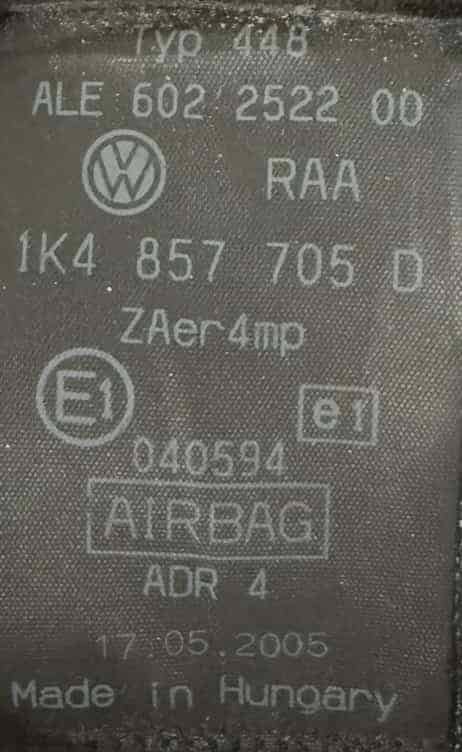 Typ 448
ALE 602 2522 00
RAA
1K4 857 705 D
ZAer4mp
E1 e1
040594
AIRBAG
ADR 4
17.05.2005
Made in Hungary